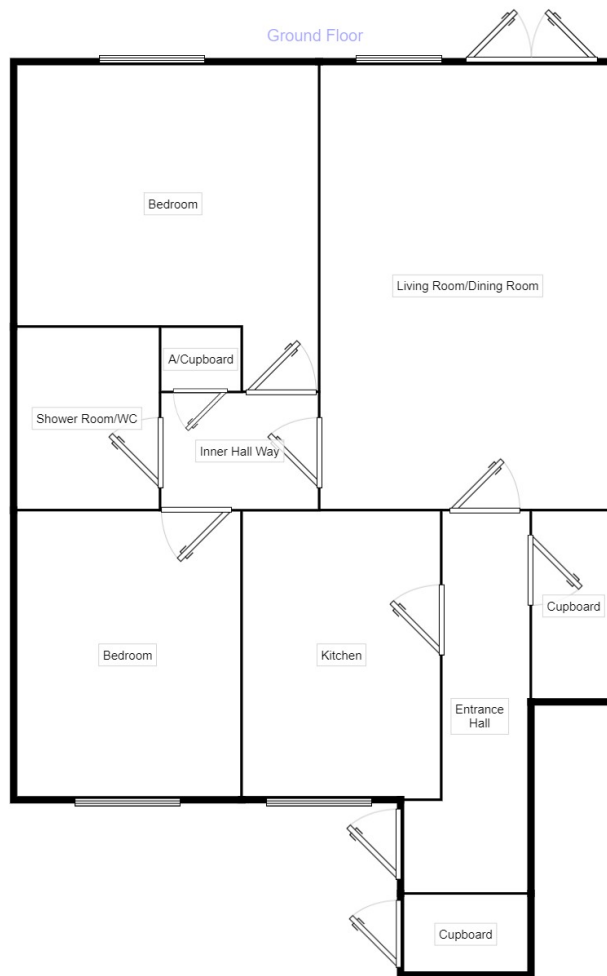 Ground Floor
Bedroom
Living Room/Dining Room
A/Cupboard
Shower Room/WC
Inner Hall Way
Cupboard
Bedroom
Kitchen
Entrance
Hall
Cupboard